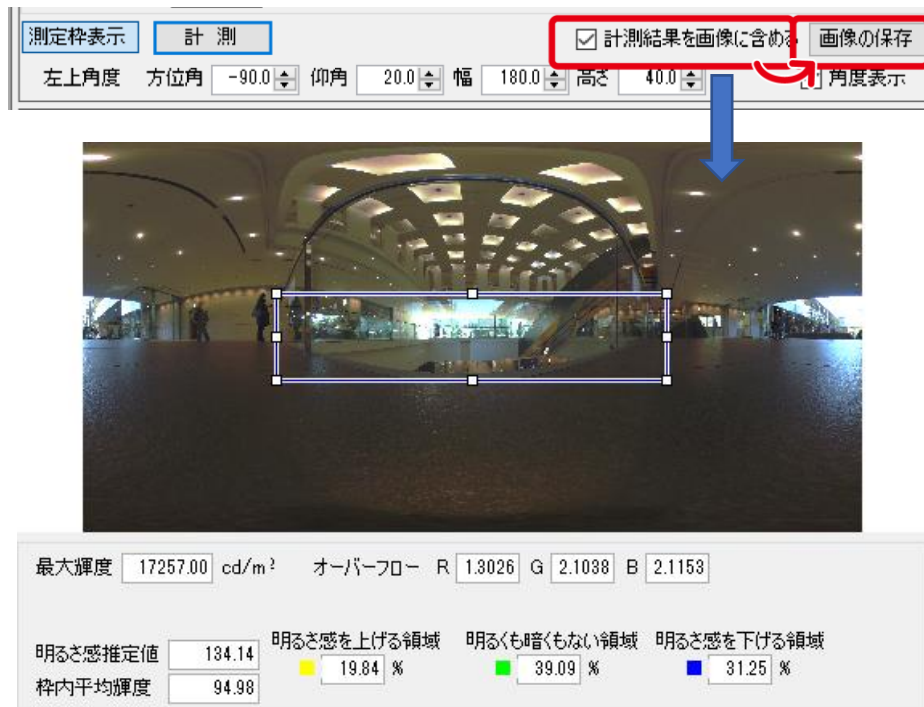 測定枠表示 計 測 計測結果を画像に含める 画像の保存
左上角度 方位角 -90.0 仰角 20.0 幅 180.0 高さ 40.0 角度表示
最大輝度 17257.00 cd/m² オーバーフロー R 1.3026 G 2.1038 B 2.1153
明るさ感を上げる領域 明るくも暗くもない領域 明るさ感を下げる領域
明るさ感推定値 134.14 19.84 % 39.09 % 31.25 %
枠内平均輝度 94.98